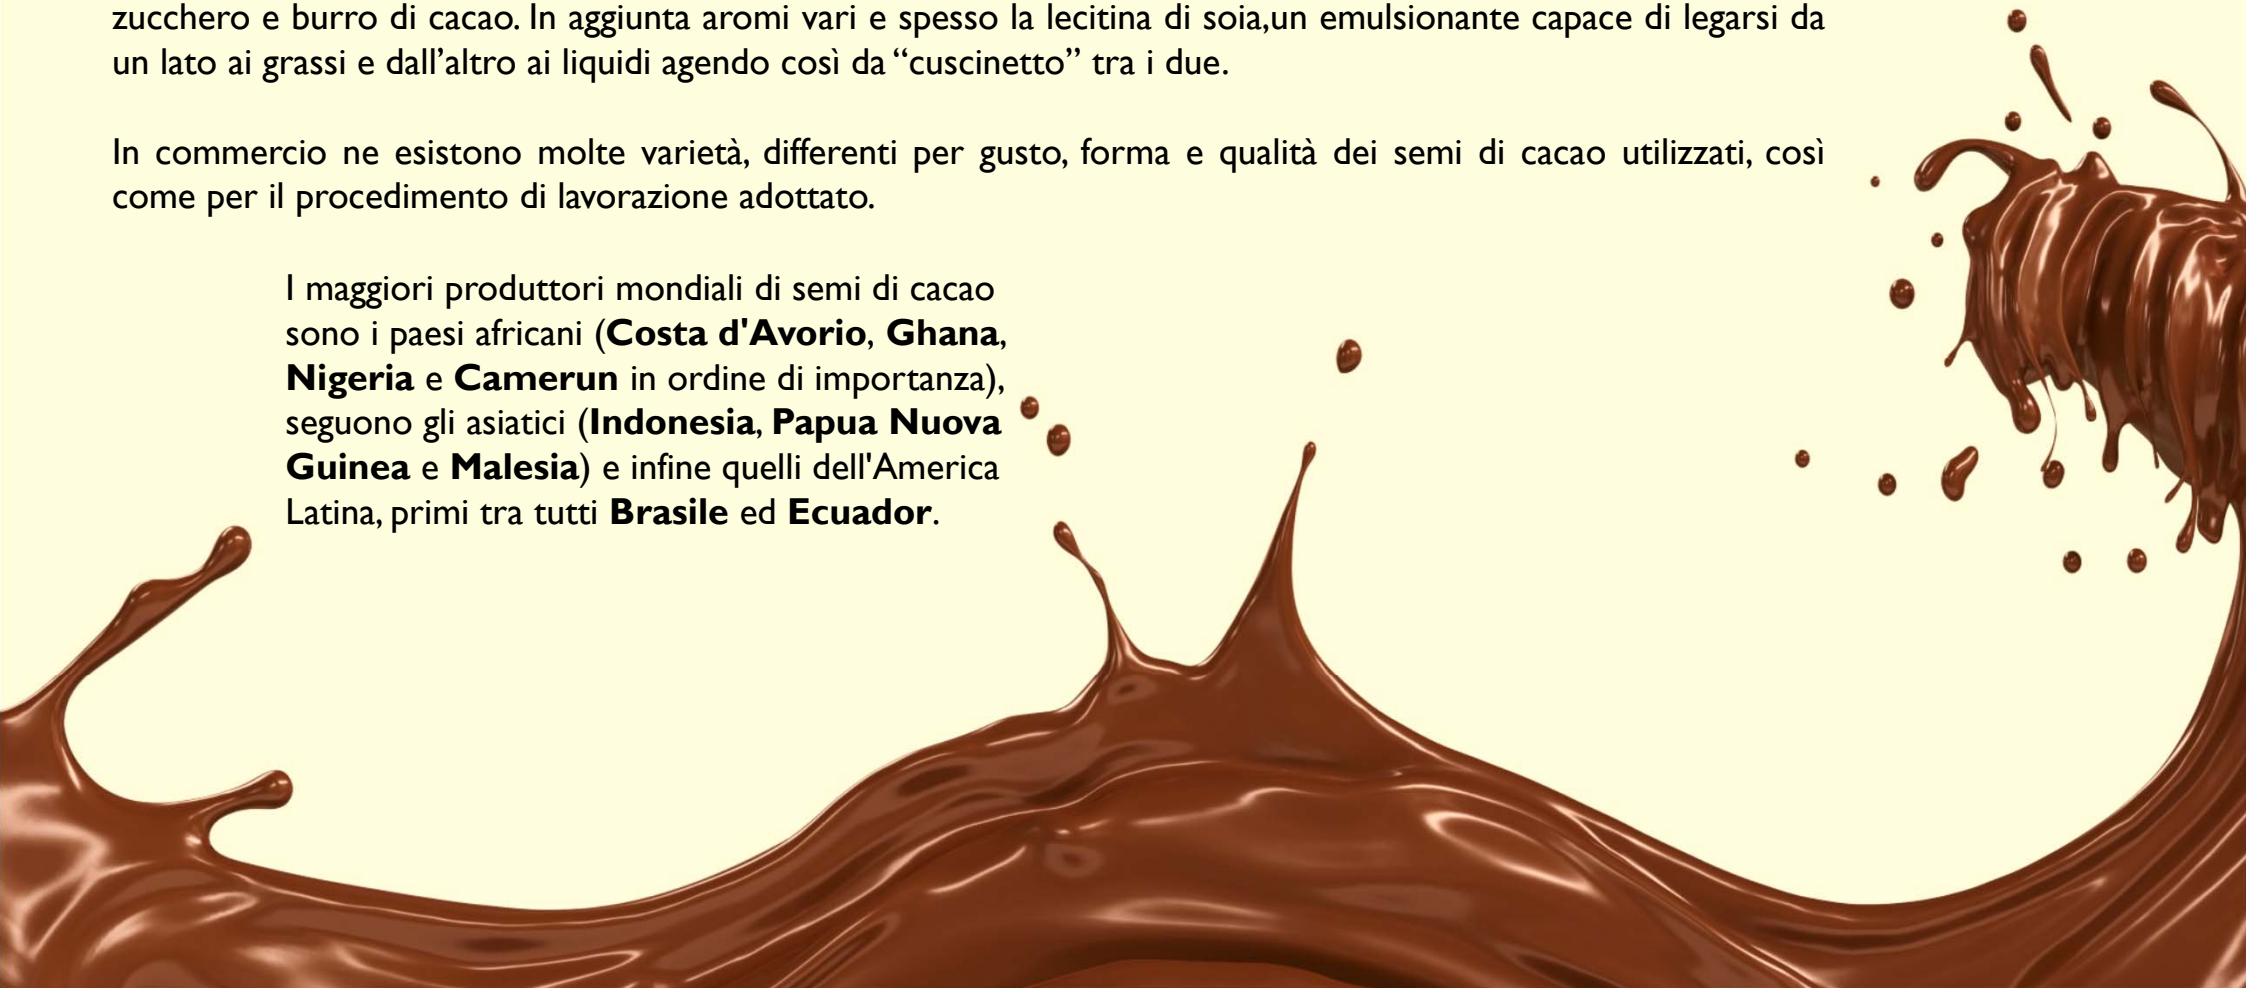 zucchero e burro di cacao. In aggiunta aromi vari e spesso la lecitina di soia,un emulsionante capace di legarsi da
un lato ai grassi e dall’altro ai liquidi agendo così da “cuscinetto” tra i due.
In commercio ne esistono molte varietà, differenti per gusto, forma e qualità dei semi di cacao utilizzati, così
come per il procedimento di lavorazione adottato.
I maggiori produttori mondiali di semi di cacao
sono i paesi africani (Costa d'Avorio, Ghana,
Nigeria e Camerun in ordine di importanza),
seguono gli asiatici (Indonesia, Papua Nuova
Guinea e Malesia) e infine quelli dell'America
Latina, primi tra tutti Brasile ed Ecuador.